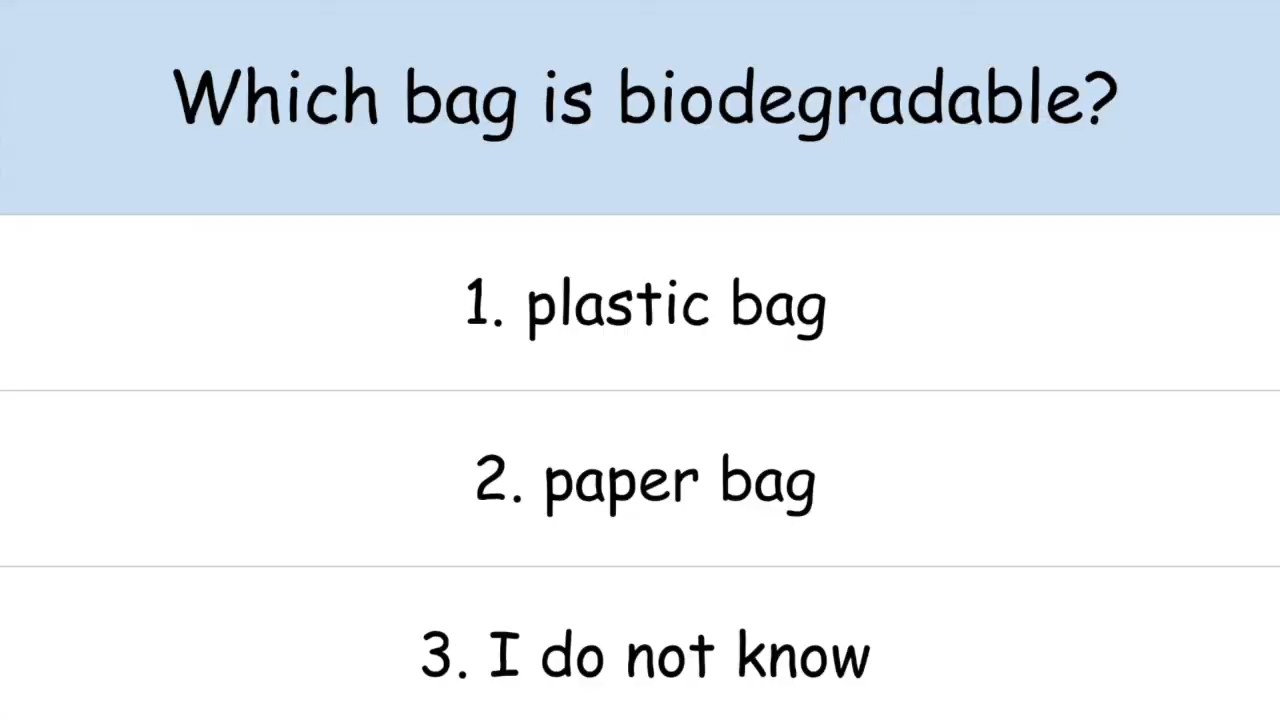 Which bag is biodegradable?
1. plastic bag
2. paper bag
3. I do not know